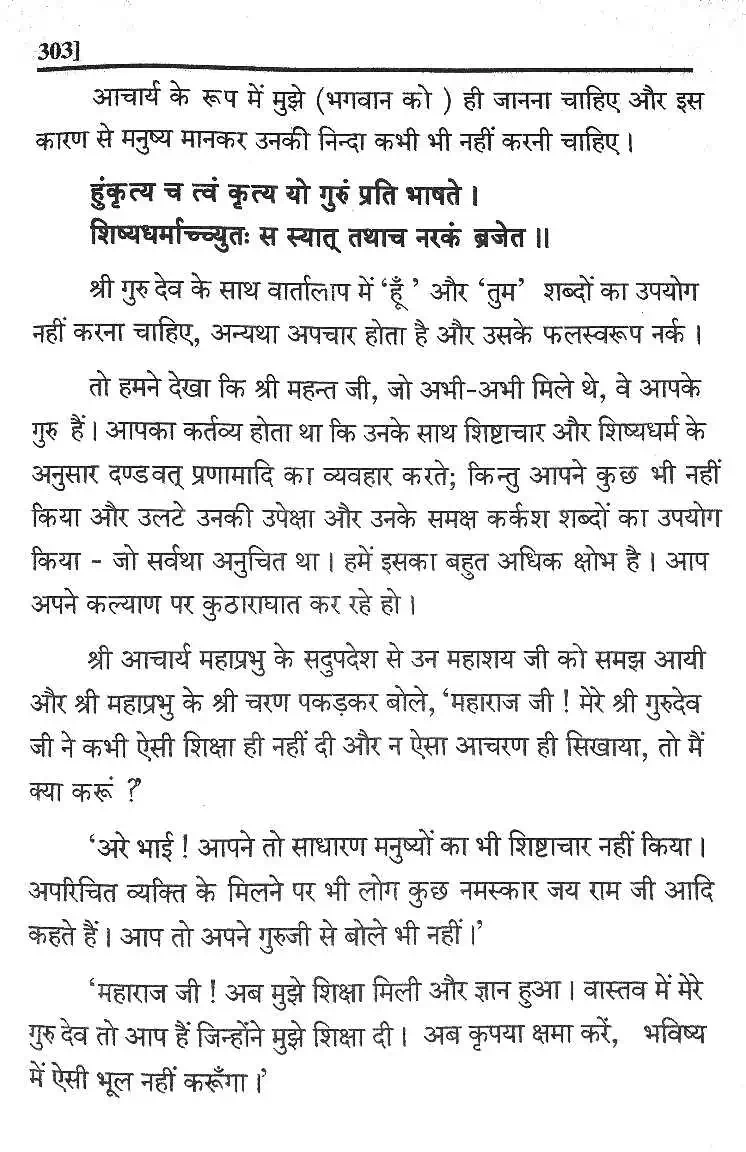 303]
आचार्य के रूप में मुझे (भगवान को ) ही जानना चाहिए और इस
कारण से मनुष्य मानकर उनकी निन्दा कभी भी नहीं करनी चाहिए।
हुंकृत्य च त्वं कृत्य यो गुरुं प्रति भाषते ।
शिष्यधर्माच्च्युतः स स्यात् तथाच नरकं ब्रजेत ॥
श्री गुरु देव के साथ वार्तालाप में ‘हूँ ’ और ‘तुम’ शब्दों का उपयोग
नहीं करना चाहिए, अन्यथा अपचार होता है और उसके फलस्वरूप नर्क ।
तो हमने देखा कि श्री महन्त जी, जो अभी-अभी मिले थे, वे आपके
गुरु हैं। आपका कर्तव्य होता था कि उनके साथ शिष्टाचार और शिष्यधर्म के
अनुसार दण्डवत् प्रणामादि का व्यवहार करते; किन्तु आपने कुछ भी नहीं
किया और उलटे उनकी उपेक्षा और उनके समक्ष कर्कश शब्दों का उपयोग
किया - जो सर्वथा अनुचित था। हमें इसका बहुत अधिक क्षोभ है। आप
अपने कल्याण पर कुठाराघात कर रहे हो।
श्री आचार्य महाप्रभु के सदुपदेश से उन महाशय जी को समझ आयी
और श्री महाप्रभु के श्री चरण पकड़कर बोले, ‘महाराज जी ! मेरे श्री गुरुदेव
जी ने कभी ऐसी शिक्षा ही नहीं दी और न ऐसा आचरण ही सिखाया, तो मैं
क्या करूं ?’
‘अरे भाई ! आपने तो साधारण मनुष्यों का भी शिष्टाचार नहीं किया।
अपरिचित व्यक्ति के मिलने पर भी लोग कुछ नमस्कार जय राम जी आदि
कहते हैं। आप तो अपने गुरुजी से बोले भी नहीं।’
‘महाराज जी ! अब मुझे शिक्षा मिली और ज्ञान हुआ। वास्तव में मेरे
गुरु देव तो आप हैं जिन्होंने मुझे शिक्षा दी। अब कृपया क्षमा करें, भविष्य
में ऐसी भूल नहीं करूँगा।’